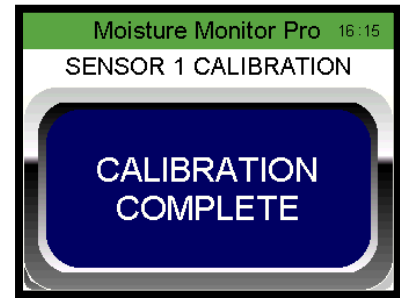 Moisture Monitor Pro 16:15
SENSOR 1 CALIBRATION
CALIBRATION
COMPLETE